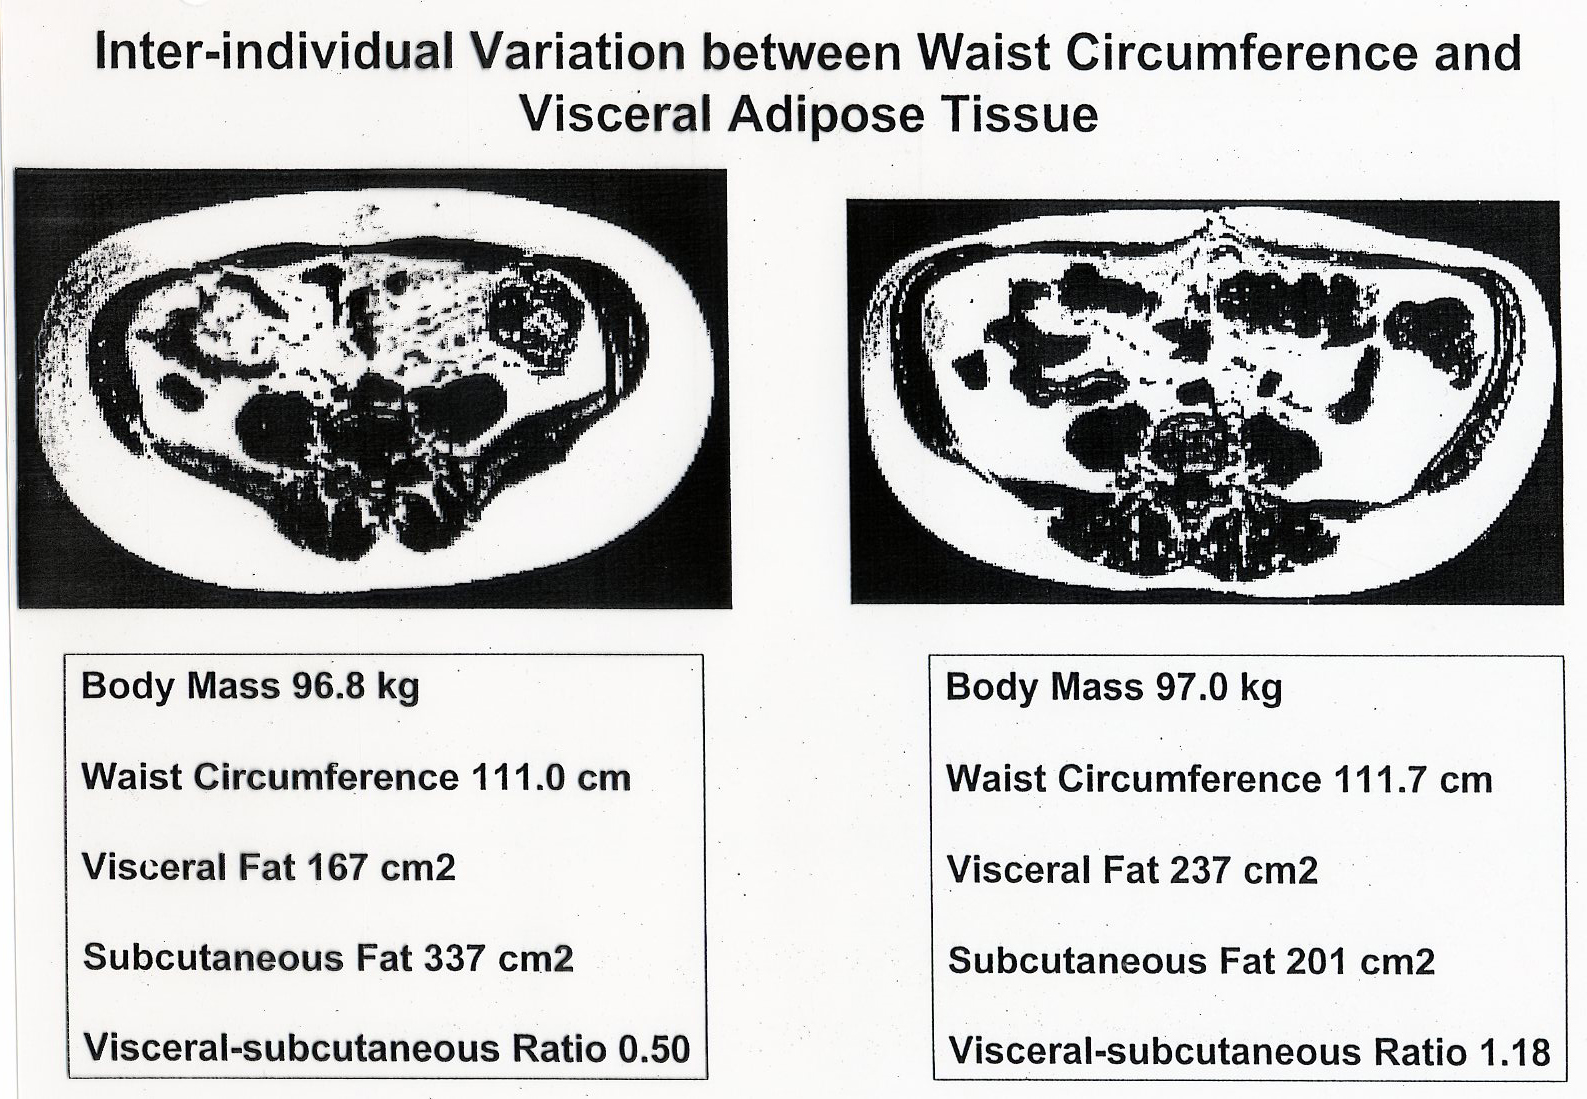 Inter-individual Variation between Waist Circumference and
Visceral Adipose Tissue
Body Mass 96.8 kg
Waist Circumference 111.0 cm
Visceral Fat 167 cm2
Subcutaneous Fat 337 cm2
Visceral-subcutaneous Ratio 0.50
Body Mass 97.0 kg
Waist Circumference 111.7 cm
Visceral Fat 237 cm2
Subcutaneous Fat 201 cm2
Visceral-subcutaneous Ratio 1.18